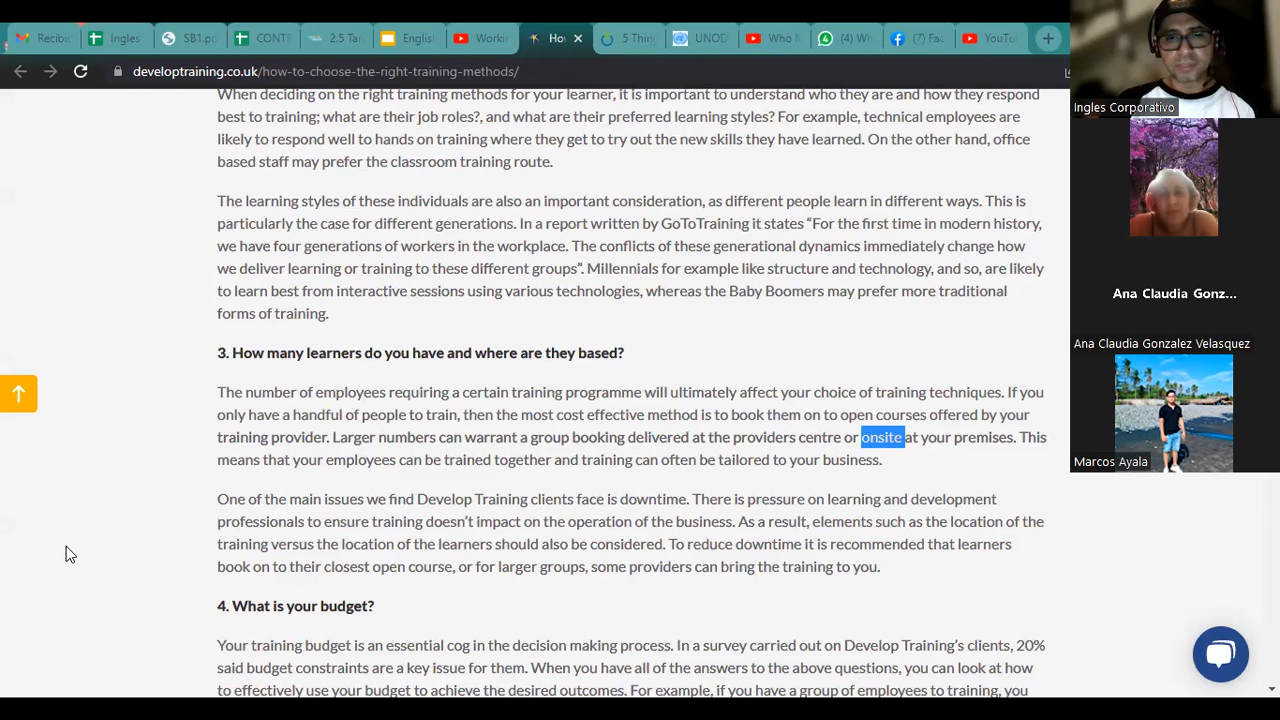 Recibid
Ingles
SB1.pd
CONTR
2.5 Tar
English
Workin
How
5 Thing
UNOD
Who M
(4) Wh
(7) Fac
YouTu
developtraining.co.uk/how-to-choose-the-right-training-methods/
When deciding on the right training methods for your learner, it is important to understand who they are and how they respond
best to training; what are their job roles?, and what are their preferred learning styles? For example, technical employees are
likely to respond well to hands on training where they get to try out the new skills they have learned. On the other hand, office
based staff may prefer the classroom training route.
The learning styles of these individuals are also an important consideration, as different people learn in different ways. This is
particularly the case for different generations. In a report written by GoToTraining it states “For the first time in modern history,
we have four generations of workers in the workplace. The conflicts of these generational dynamics immediately change how
we deliver learning or training to these different groups”. Millennials for example like structure and technology, and so, are likely
to learn best from interactive sessions using various technologies, whereas the Baby Boomers may prefer more traditional
forms of training.
3. How many learners do you have and where are they based?
The number of employees requiring a certain training programme will ultimately affect your choice of training techniques. If you
only have a handful of people to train, then the most cost effective method is to book them on to open courses offered by your
training provider. Larger numbers can warrant a group booking delivered at the providers centre or onsite at your premises. This
means that your employees can be trained together and training can often be tailored to your business.
One of the main issues we find Develop Training clients face is downtime. There is pressure on learning and development
professionals to ensure training doesn’t impact on the operation of the business. As a result, elements such as the location of the
training versus the location of the learners should also be considered. To reduce downtime it is recommended that learners
book on to their closest open course, or for larger groups, some providers can bring the training to you.
4. What is your budget?
Your training budget is an essential cog in the decision making process. In a survey carried out on Develop Training’s clients, 20%
said budget constraints are a key issue for them. When you have all of the answers to the above questions, you can look at how
to effectively use your budget to achieve the desired outcomes. For example, if you have a group of employees to training, you
Ingles Corporativo
Ana Claudia Gonz...
Ana Claudia Gonzalez Velasquez
Marcos Ayala